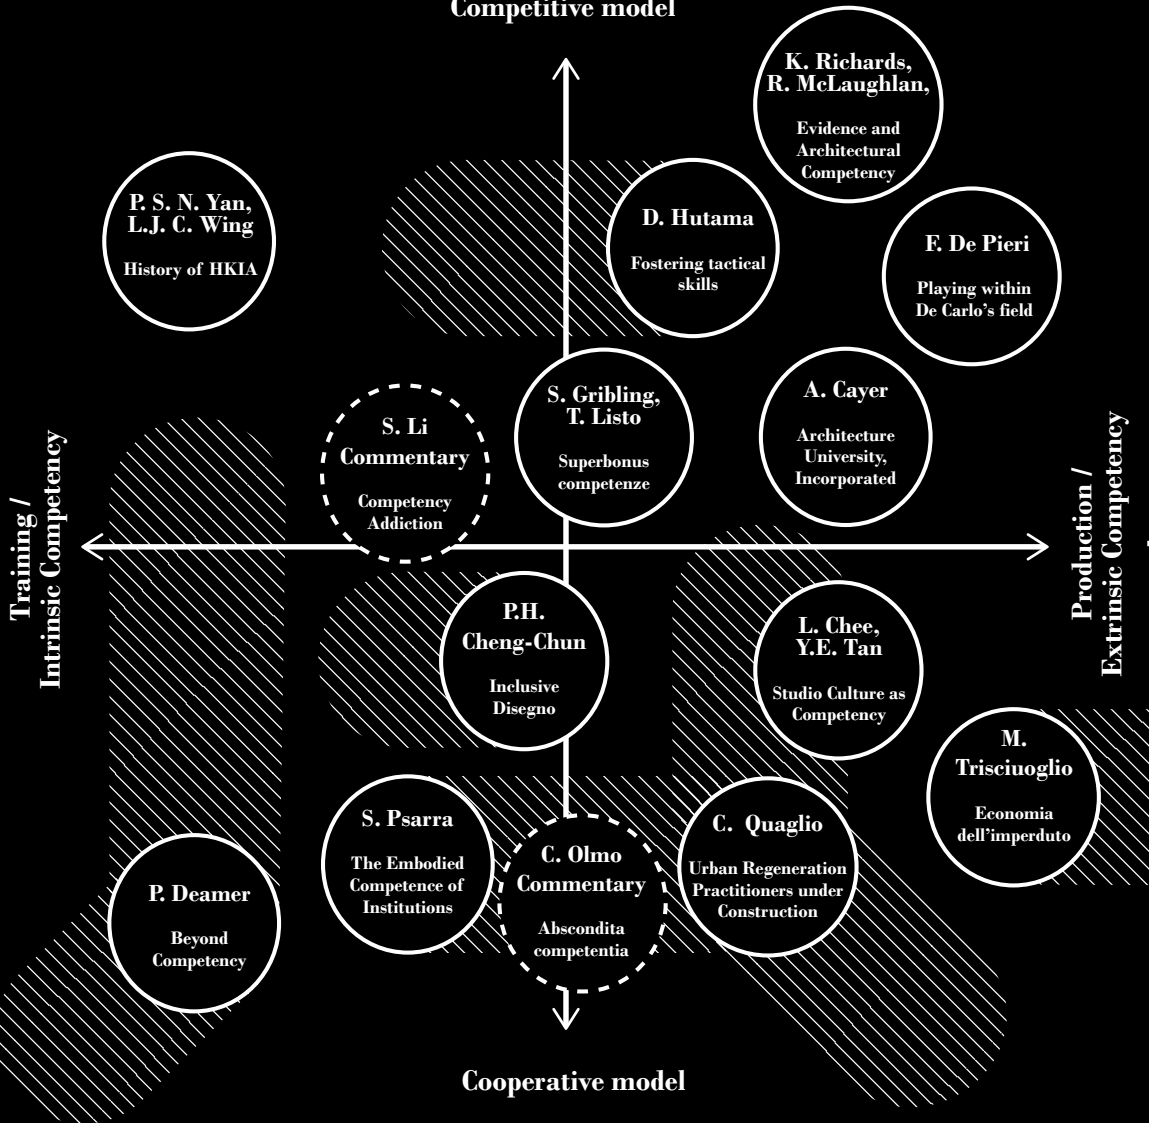 Competitive model
K. Richards,
R. McLaughlan,
Evidence and
Architectural
Competency
P. S. N. Yan,
L.J. C. Wing
History of HKIA
D. Hutama
Fostering tactical
skills
F. De Pieri
Playing within
De Carlo's field
S. Gribling,
T. Listo
Superbonus
competenze
A. Cayer
Architecture
University,
Incorporated
S. Li
Commentary
Competency
Addiction
Training /
Intrinsic Competency
Production /
Extrinsic Competency
P.H.
Cheng-Chun
Inclusive
Disegno
L. Chee,
Y.E. Tan
Studio Culture as
Competency
M.
Trisciuoglio
Economia
dell'imperduto
S. Psarra
The Embodied
Competence of
Institutions
C. Olmo
Commentary
Abscondita
competentia
C. Quaglio
Urban Regeneration
Practitioners under
Construction
P. Deamer
Beyond
Competency
Cooperative model